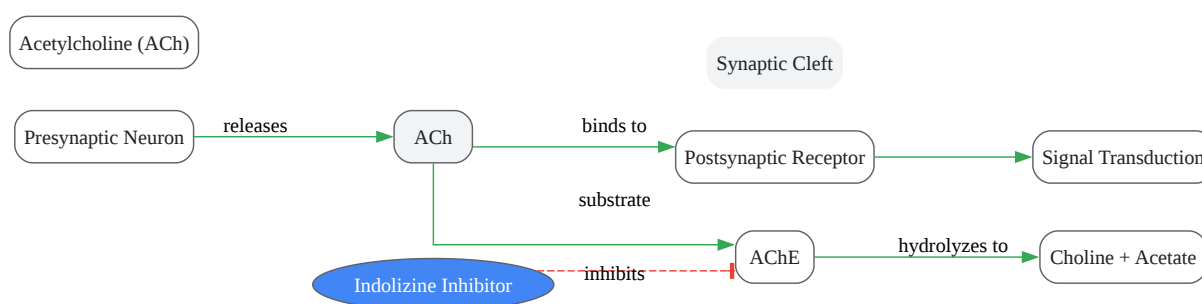 Acetylcholine (ACh)
Synaptic Cleft
Presynaptic Neuron
releases
ACh
binds to
Postsynaptic Receptor
Signal Transduction
substrate
AChE
hydrolyzes to
Choline + Acetate
Indolizine Inhibitor
inhibits